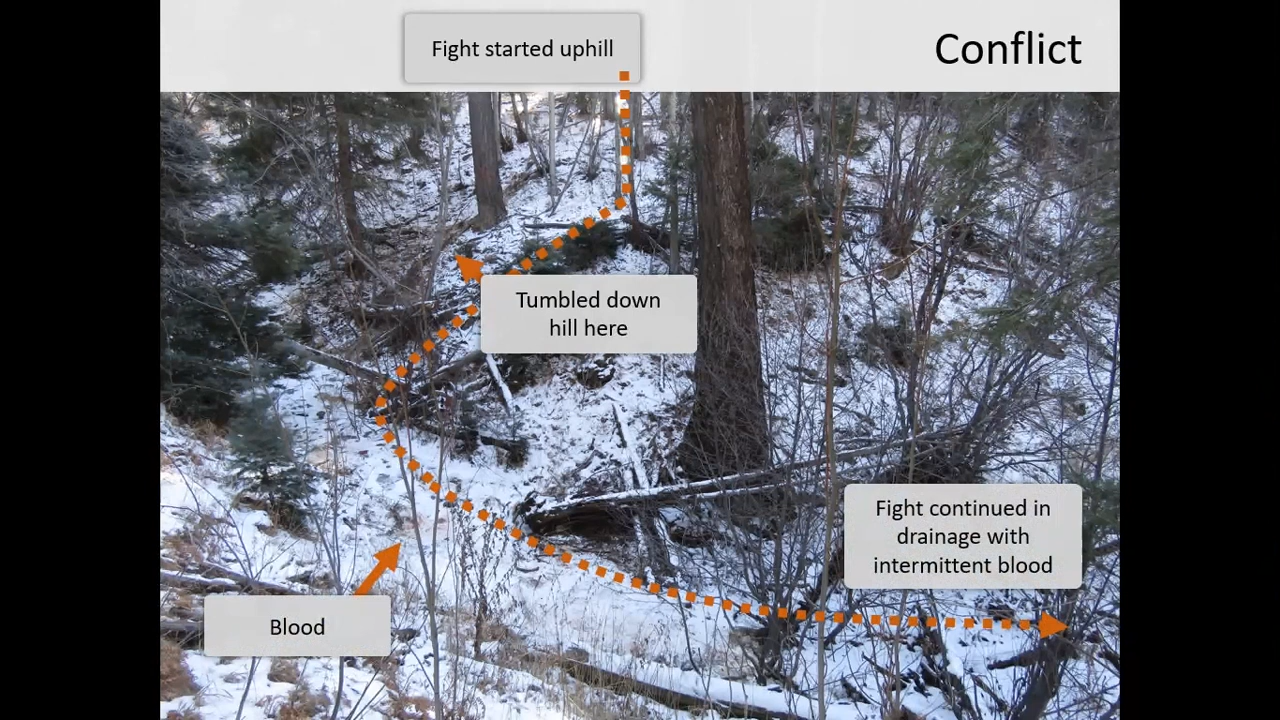 Fight started uphill
Conflict
Tumbled down
hill here
Fight continued in
drainage with
intermittent blood
Blood